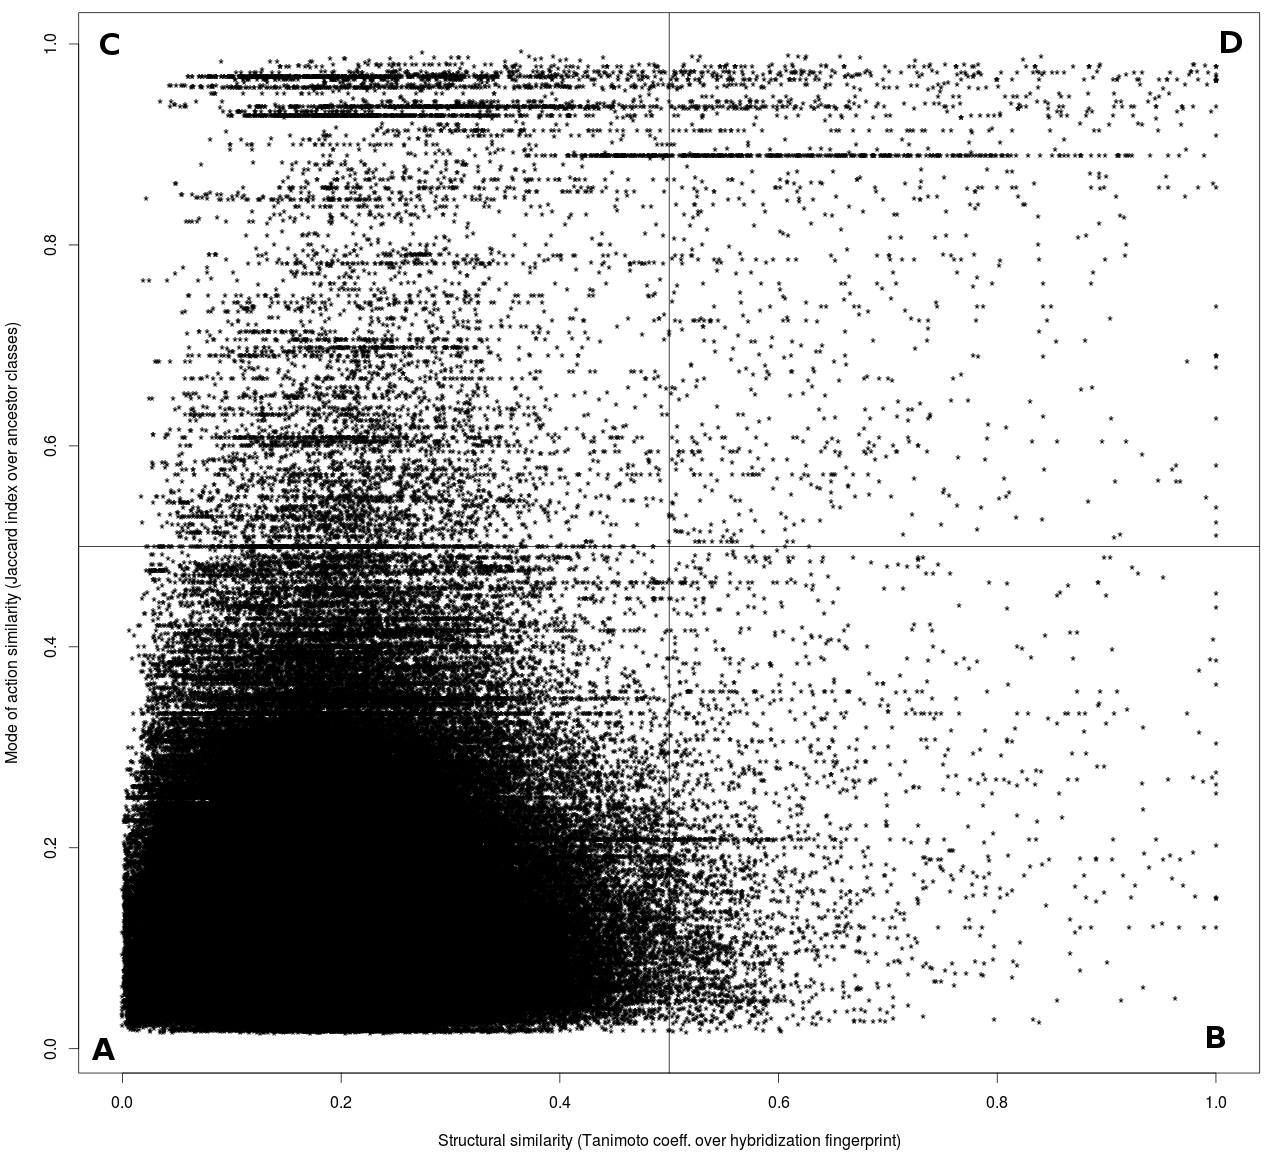 C
D
1.0
0.8
0.6
0.4
0.2
0.0
Mode of action similarity (Jaccard index over ancestor classes)
A
B
0.0 0.2 0.4 0.6 0.8 1.0
Structural similarity (Tanimoto coeff. over hybridization fingerprint)